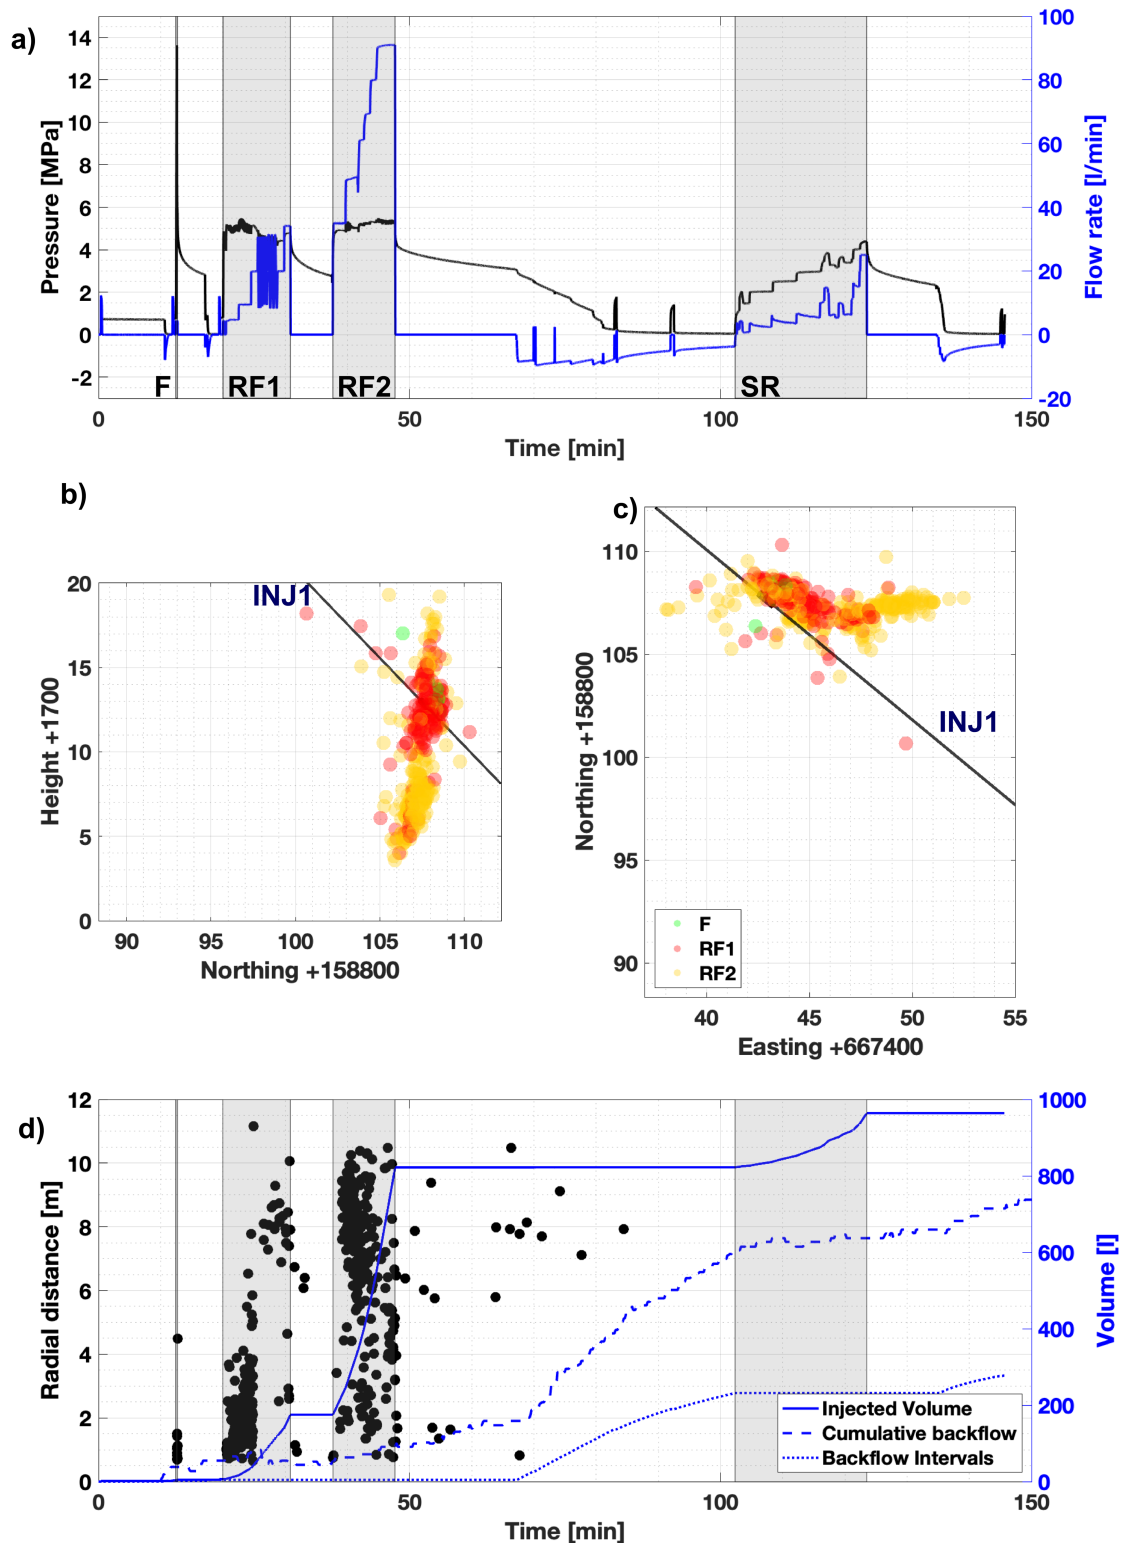 a)
Pressure [MPa]
14
12
10
8
6
4
2
0
-2
F
RF1
RF2
SR
100
80
60
40
20
0
-20
Flow rate [l/min]
0
50
100
150
Time [min]
b)
INJ1
Height +1700
20
15
10
5
0
90
95
100
105
110
Northing +158800
c)
INJ1
Northing +158800
110
105
100
95
90
F
RF1
RF2
40
45
50
55
Easting +667400
d)
Radial distance [m]
12
10
8
6
4
2
0
1000
800
600
400
200
0
Volume [l]
Injected Volume
Cumulative backflow
Backflow Intervals
0
50
100
150
Time [min]